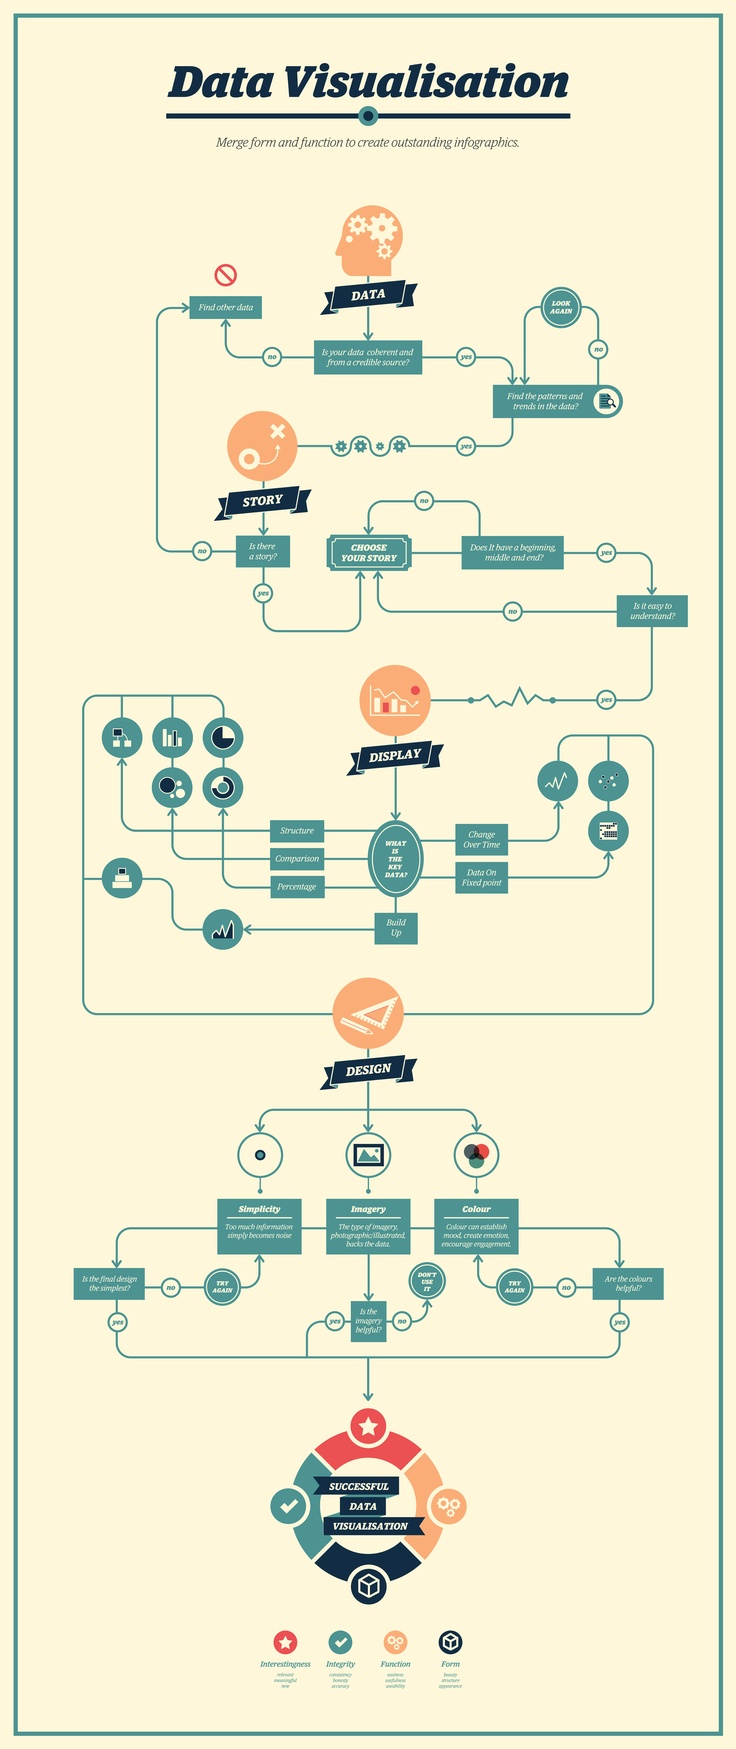 Data Visualisation
Merge form and function to create outstanding infographics.
DATA
Find other data
LOOK
AGAIN
no
Is your data coherent and
from a credible source?
no
yes
Find the patterns and
trends in the data?
yes
STORY
no
Is there
a story?
no
CHOOSE
YOUR STORY
Does It have a beginning,
middle and end?
yes
yes
no
Is it easy to
understand?
yes
DISPLAY
Structure
Comparison
Percentage
WHAT
IS
THE
KEY
DATA?
Change
Over Time
Data On
Fixed point
Build
Up
DESIGN
Simplicity
Too much information
simply becomes noise
Imagery
The type of imagery,
photographic/illustrated,
backs the data.
Colour
Colour can establish
mood, create emotion,
encourage engagement.
Is the final design
the simplest?
no
TRY
AGAIN
DON'T
USE
IT
TRY
AGAIN
no
Are the colours
helpful?
yes
yes
Is the
imagery
helpful?
no
yes
SUCCESSFUL
DATA
VISUALISATION
Interestingness
relevant
meaningful
new
Integrity
consistency
honesty
accuracy
Function
easiness
usefulness
useability
Form
beauty
structure
appearance